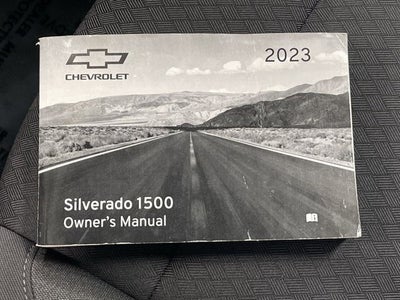 2023
CHEVROLET
Silverado 1500
Owner's Manual